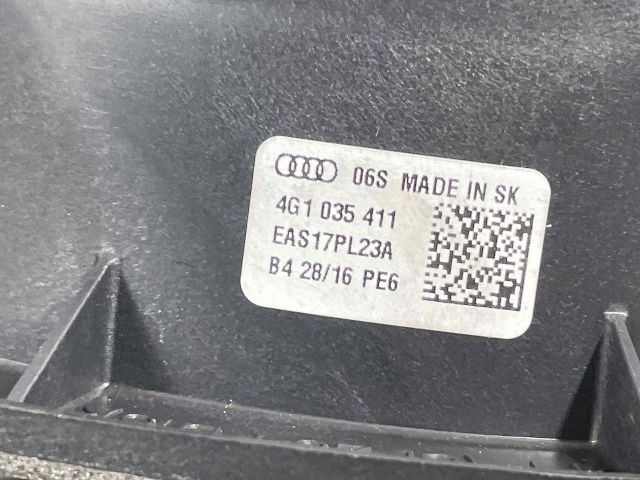 06S MADE IN SK
4G1 035 411
EAS17PL23A
B4 28/16 PE6